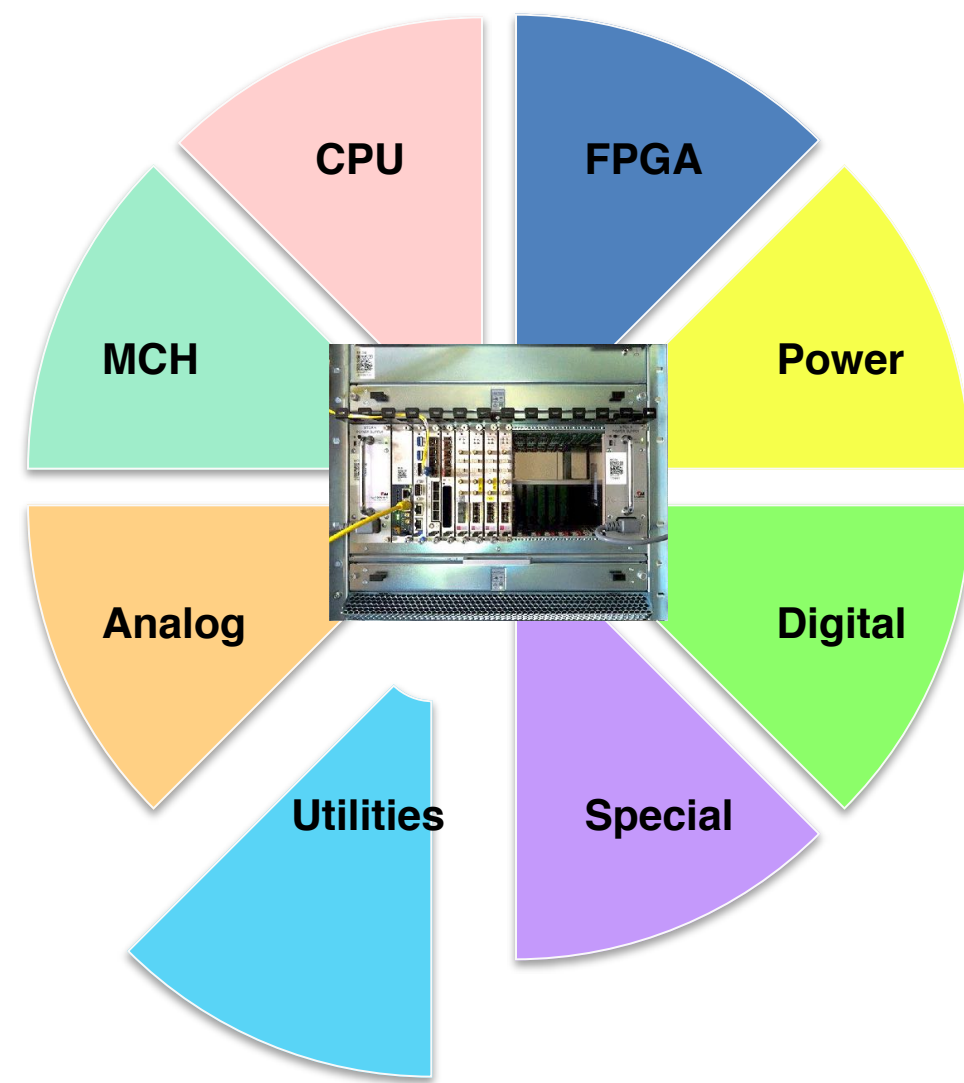 CPU
FPGA
MCH
Power
Analog
Digital
Utilities
Special